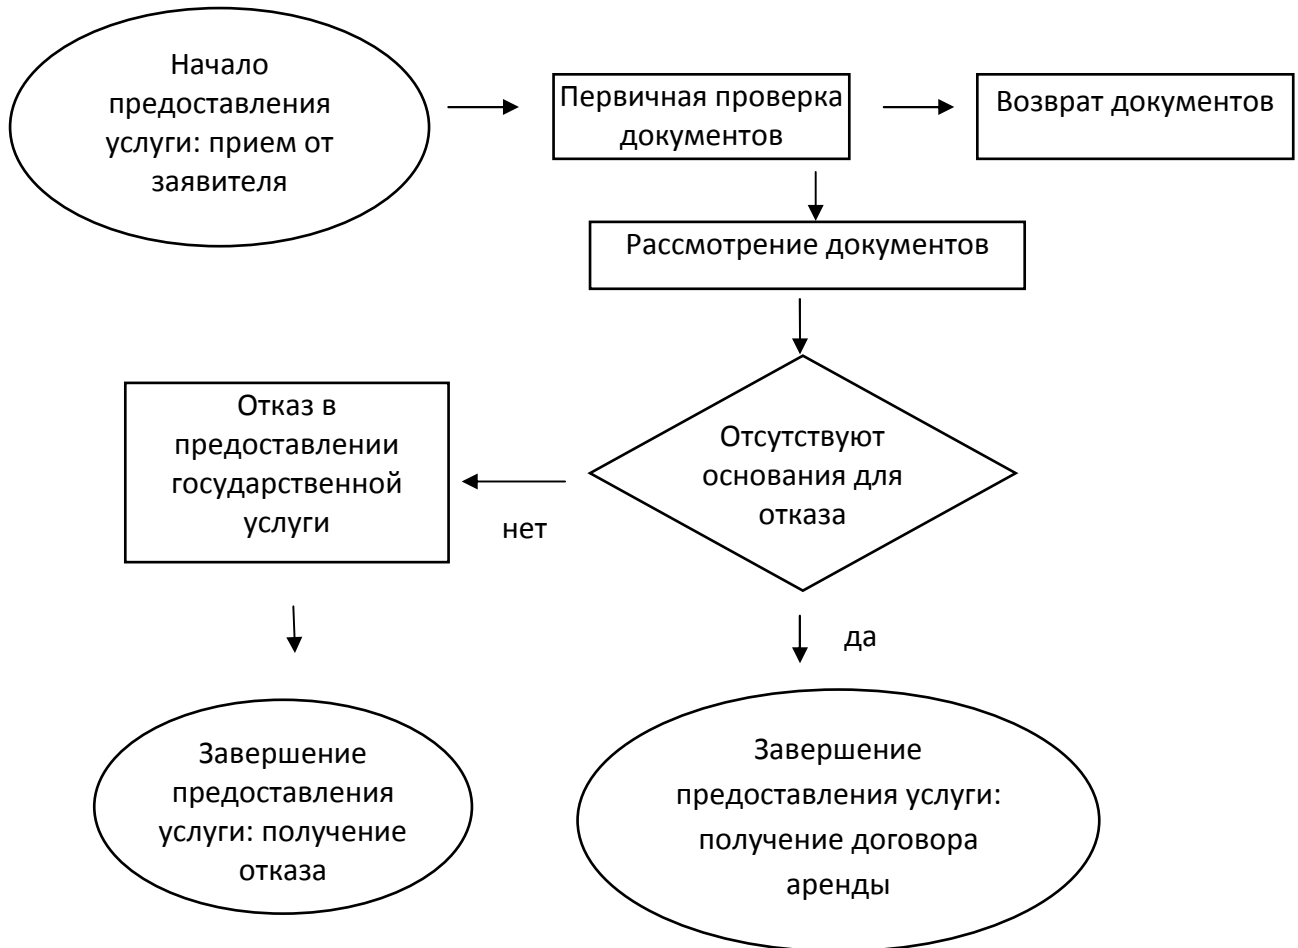 Начало
предоставления
услуги: прием от
заявителя
Первичная проверка
документов
Возврат документов
Рассмотрение документов
Отсутствуют
основания для
отказа
Отказ в
предоставлении
государственной
услуги
нет
да
Завершение
предоставления
услуги: получение
отказа
Завершение
предоставления услуги:
получение договора
аренды